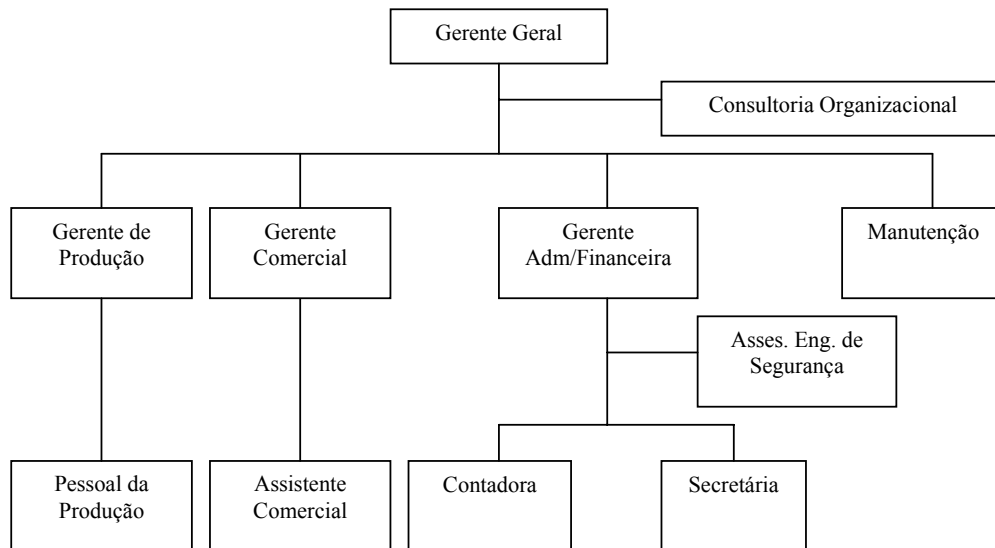 Gerente Geral
Consultoria Organizacional
Gerente de
Produção
Gerente
Comercial
Gerente
Adm/Financeira
Manutenção
Asses. Eng. de
Segurança
Pessoal da
Produção
Assistente
Comercial
Contadora
Secretária